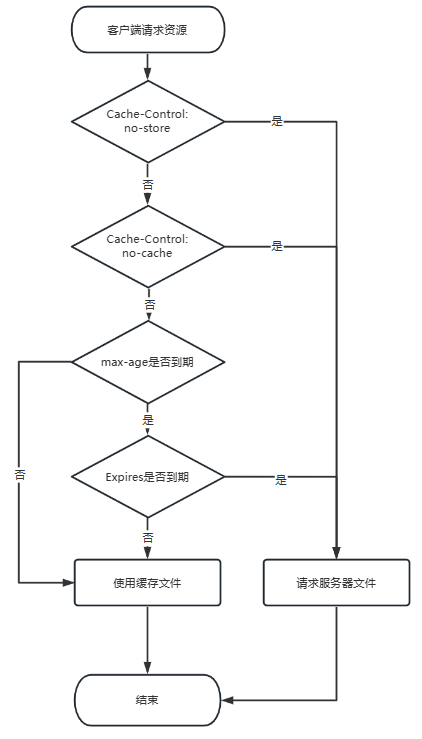 客户端请求资源
Cache-Control:
no-store
是
否
Cache-Control:
no-cache
是
否
max-age是否到期
是
否
Expires是否到期
是
否
使用缓存文件
请求服务器文件
结束